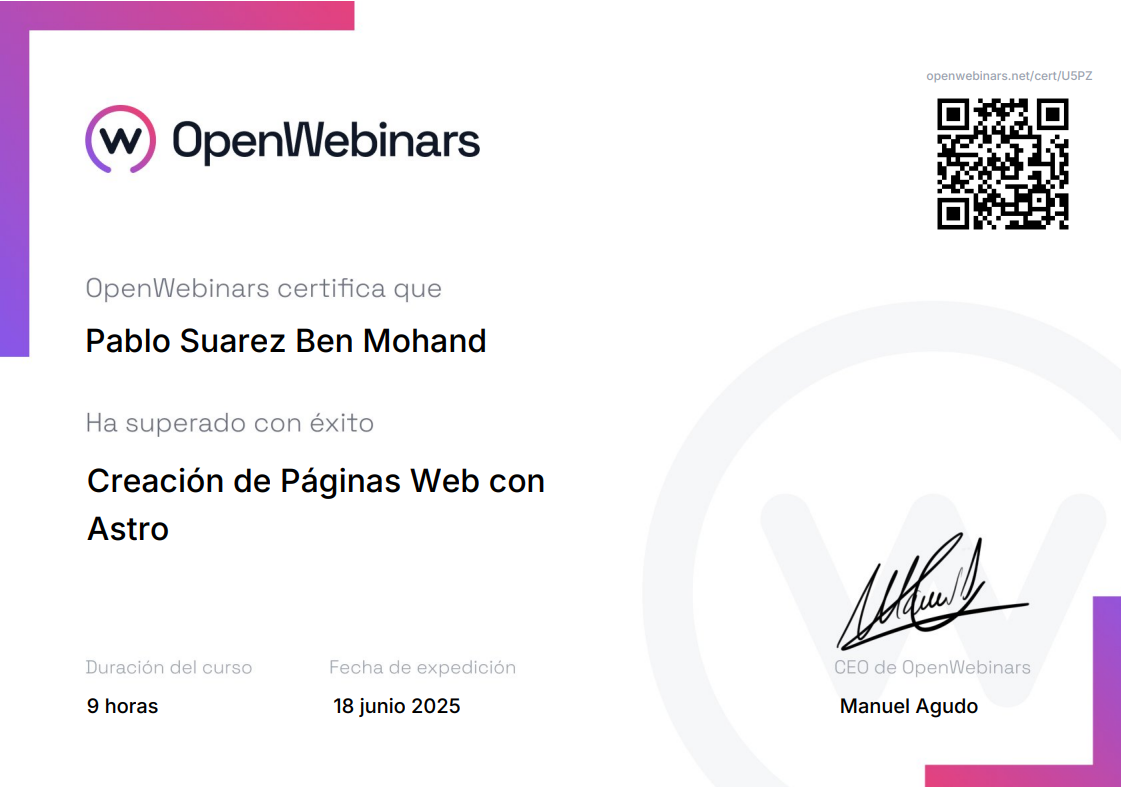 openwebinars.net/cert/U5PZ
OpenWebinars
OpenWebinars certifica que
Pablo Suarez Ben Mohand
Ha superado con éxito
Creación de Páginas Web con
Astro
Duración del curso
9 horas
Fecha de expedición
18 junio 2025
CEO de OpenWebinars
Manuel Agudo